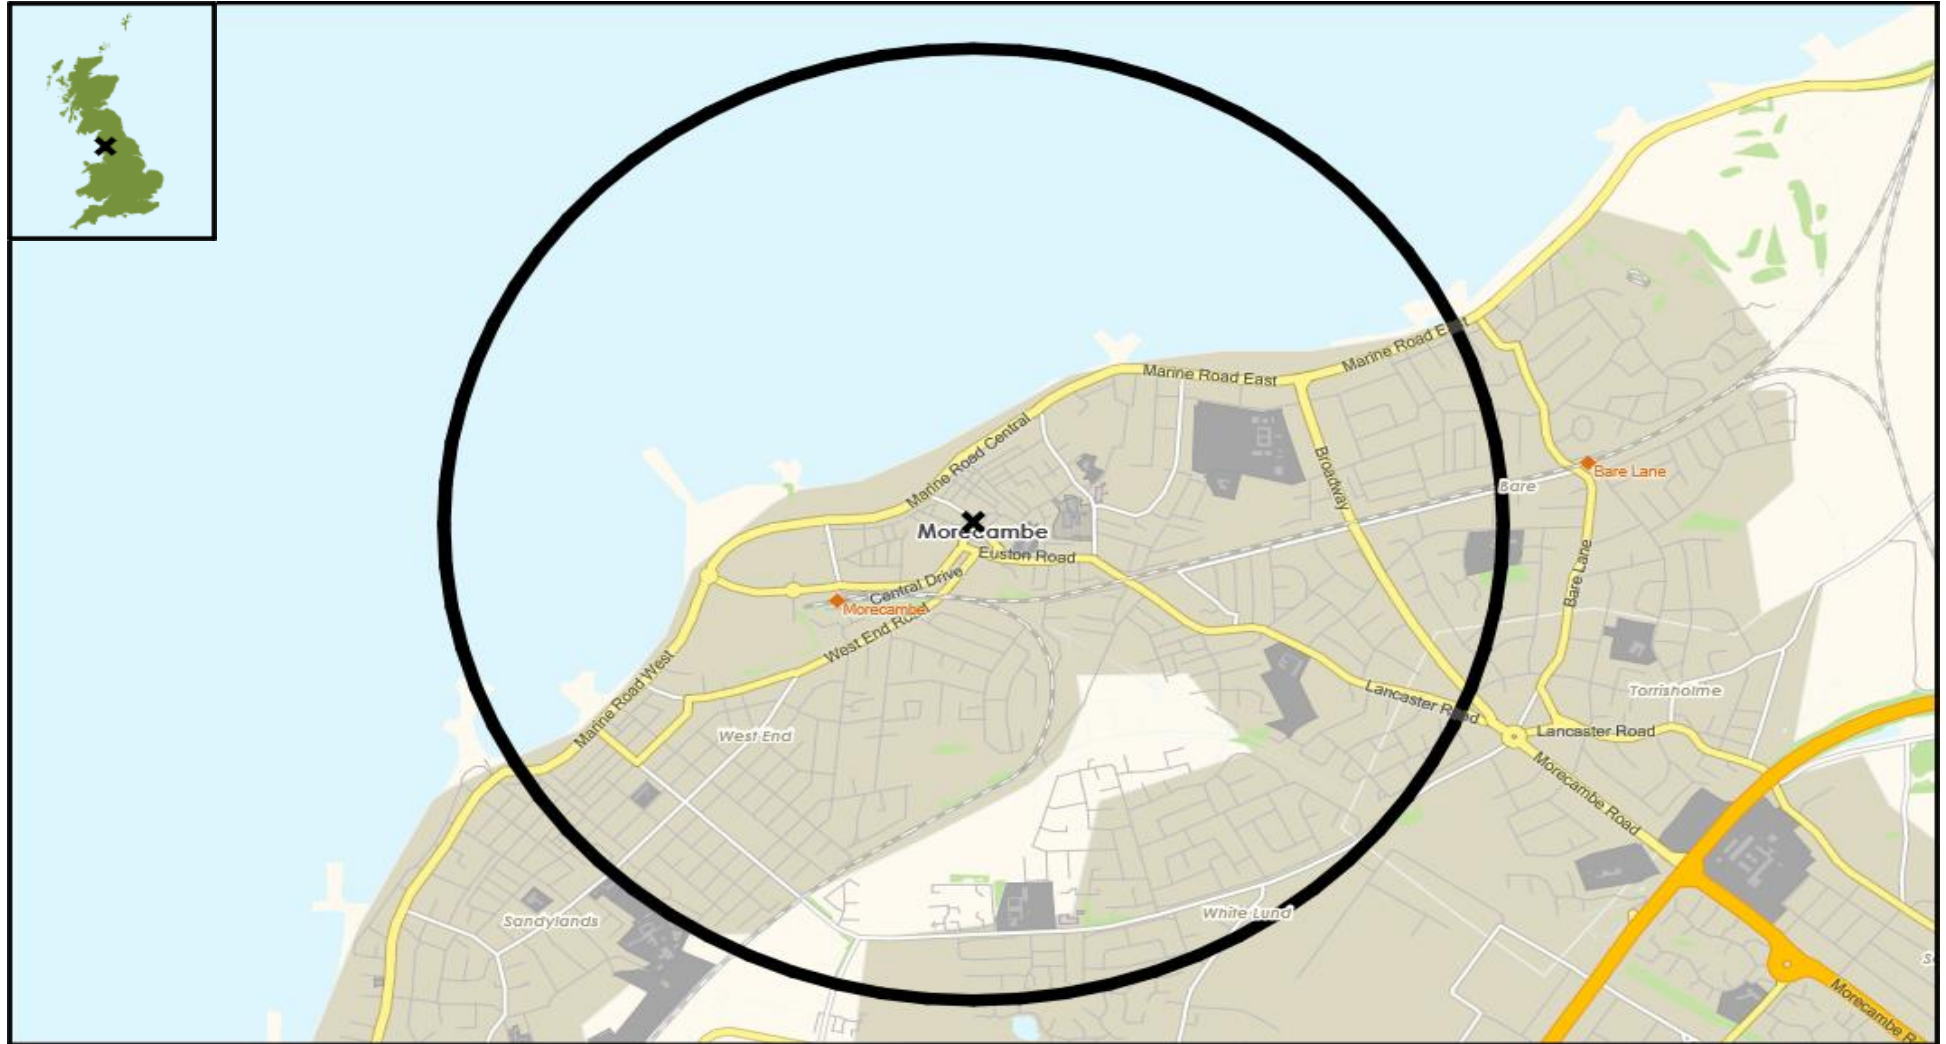 Marine Road East
Marine Road East
Marine Road Central
Broadway
Bare Lane
Bare
Morecambe
Euston Road
Central Drive
Morecambe
West End Road
Bare Lane
Marine Road West
Lancaster Road
Torrisholme
West End
Lancaster Road
Morecambe Road
White Lund
Sandylands
Morecambe R